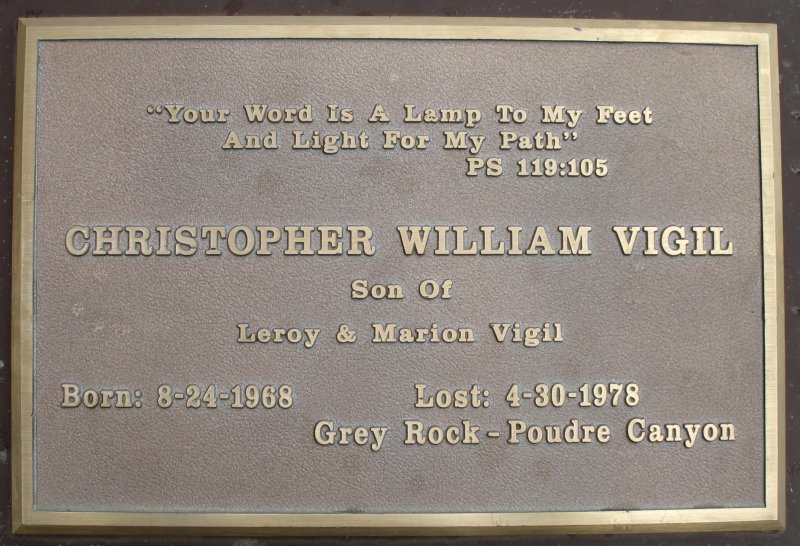 "Your Word Is A Lamp To My Feet
And Light For My Path"
PS 119:105
CHRISTOPHER WILLIAM VIGIL
Son Of
Leroy & Marion Vigil
Born: 8-24-1968
Lost: 4-30-1978
Grey Rock - Poudre Canyon